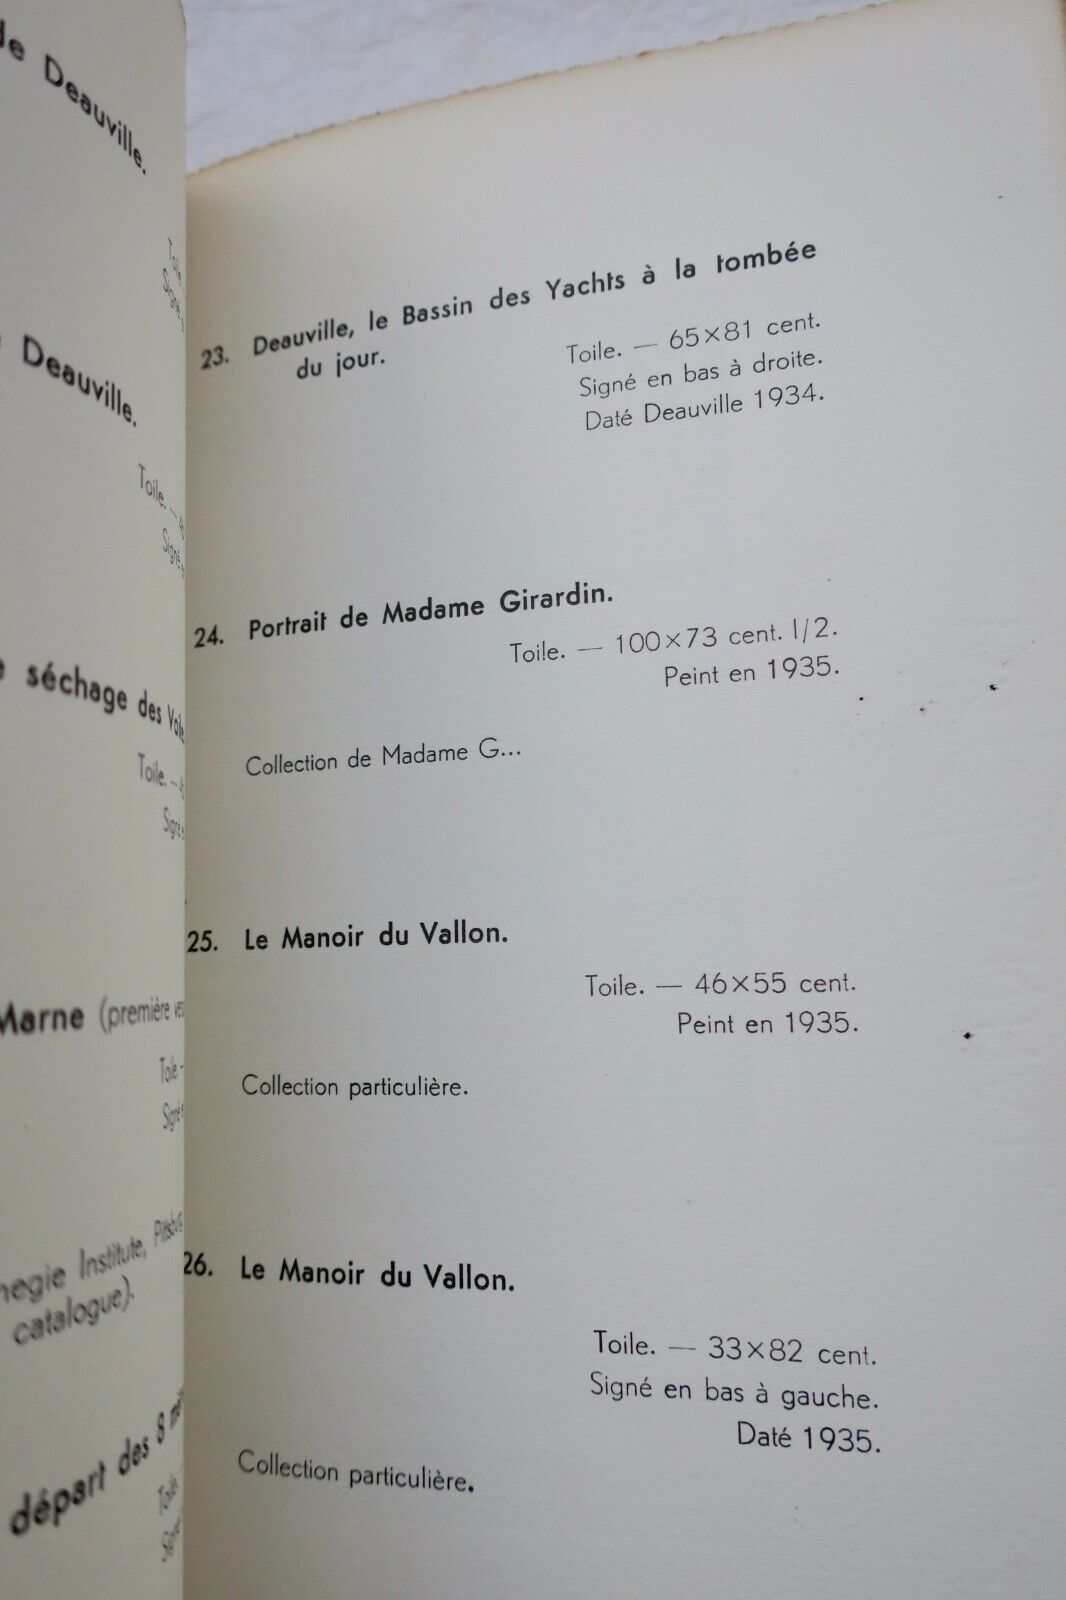 de Deauville.
Deauville.
Toile. —
séchage des
Toile. —
Marne (première
Toile —
Institute,
catalogue).
départ des 8
23. Deauville, le Bassin des Yachts à la tombée
du jour.
Toile. — 65×81 cent.
Signé en bas à droite.
Daté Deauville 1934.
24. Portrait de Madame Girardin.
Toile. — 100×73 cent. 1/2.
Peint en 1935.
Collection de Madame G...
25. Le Manoir du Vallon.
Toile. — 46×55 cent.
Peint en 1935.
Collection particulière.
26. Le Manoir du Vallon.
Toile. — 33×82 cent.
Signé en bas à gauche.
Daté 1935.
Collection particulière.